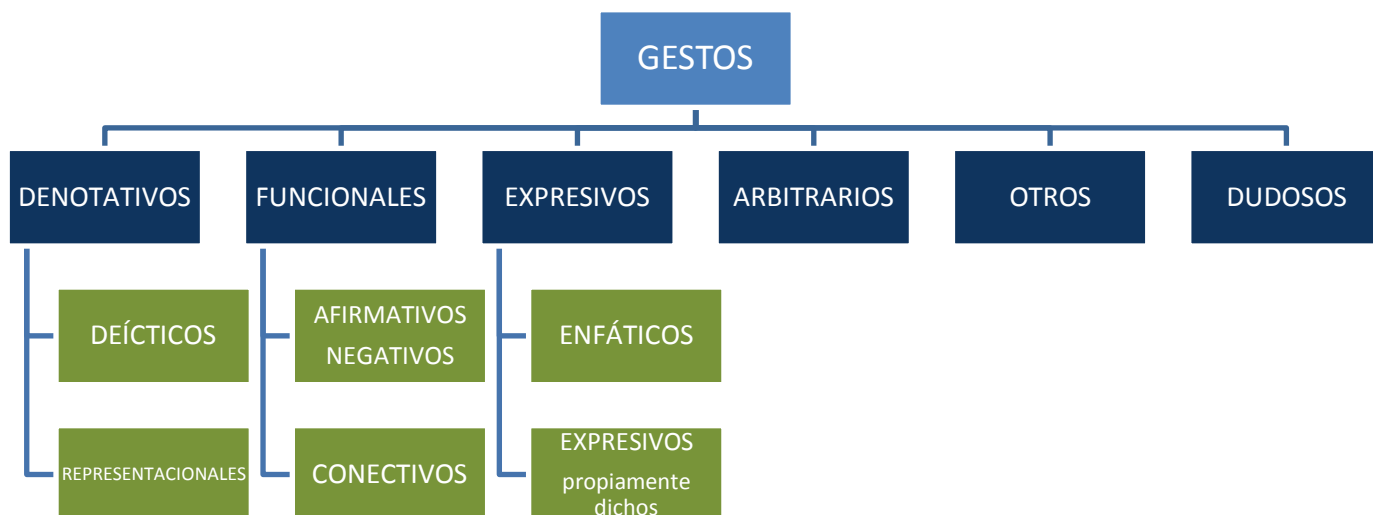 GESTOS
DENOTATIVOS
FUNCIONALES
EXPRESIVOS
ARBITRARIOS
OTROS
DUDOSOS
DEÍCTICOS
AFIRMATIVOS
NEGATIVOS
ENFÁTICOS
REPRESENTACIONALES
CONECTIVOS
EXPRESIVOS
propiamente
dichos